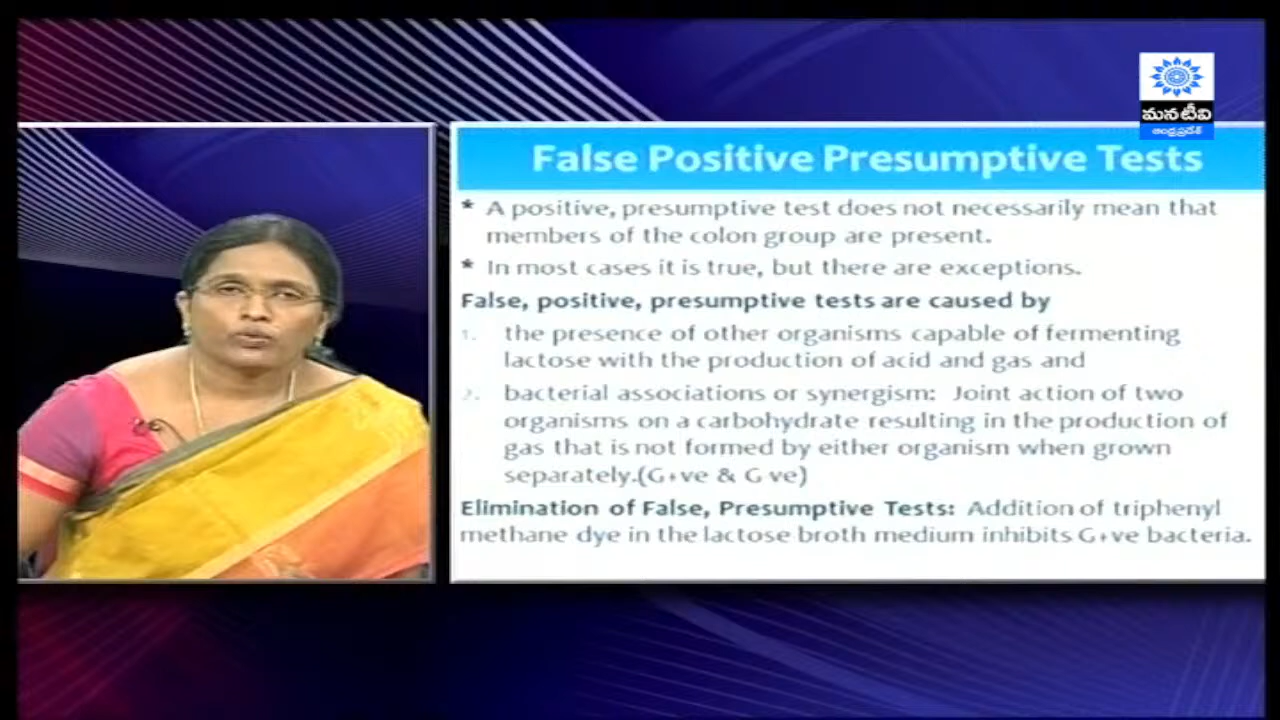 మనటీవి
ఆంధ్రప్రదేశ్
False Positive Presumptive Tests
* A positive, presumptive test does not necessarily mean that
members of the colon group are present.
* In most cases it is true, but there are exceptions.
False, positive, presumptive tests are caused by
1. the presence of other organisms capable of fermenting
lactose with the production of acid and gas and
2. bacterial associations or synergism: Joint action of two
organisms on a carbohydrate resulting in the production of
gas that is not formed by either organism when grown
separately.(G+ve & G-ve)
Elimination of False, Presumptive Tests: Addition of triphenyl
methane dye in the lactose broth medium inhibits G+ve bacteria.